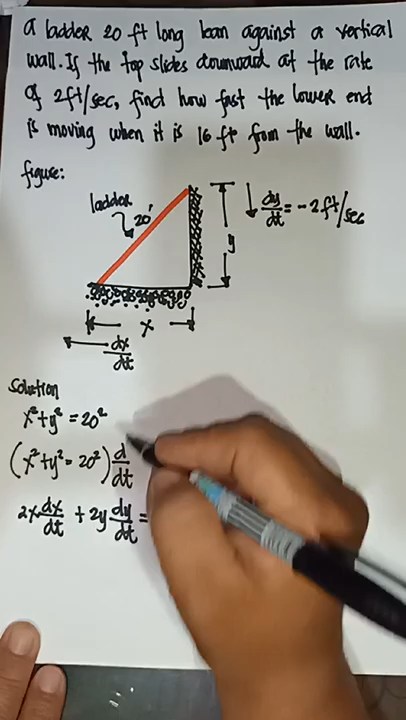 a ladder 20 ft long lean against a vertical
wall. If the top slides downward at the rate
of 2ft/sec, find how fast the lower end
is moving when it is 16 ft from the wall.
figure:
ladder
20'
y
dy/dt = -2 ft/sec
x
dx/dt
Solution
x² + y² = 20²
(x² + y² = 20²) d/dt
2x dx/dt + 2y dy/dt =